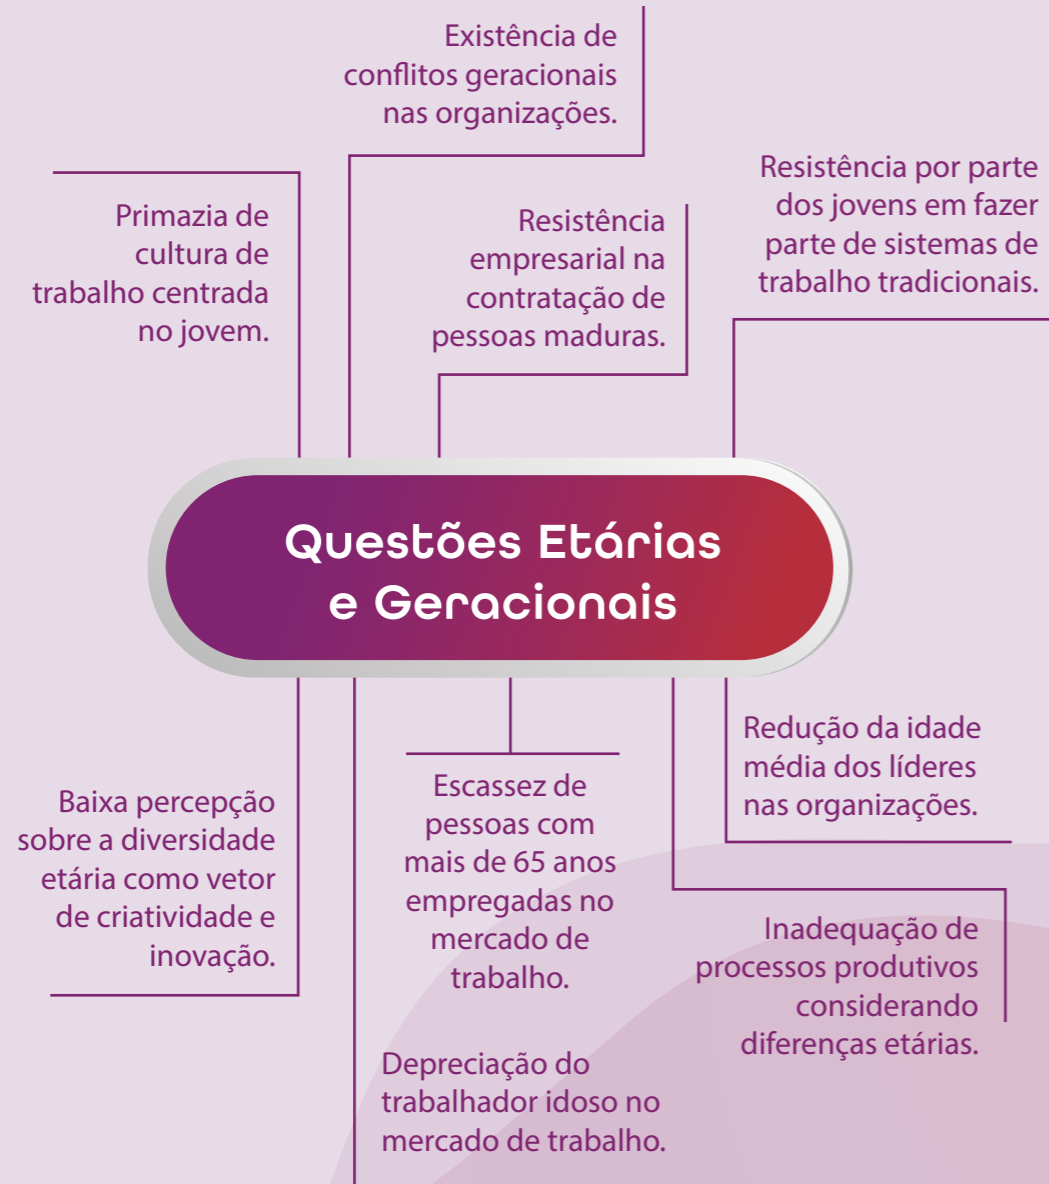 Existência de
conflitos geracionais
nas organizações.
Primazia de
cultura de
trabalho centrada
no jovem.
Resistência
empresarial na
contratação de
pessoas maduras.
Resistência por parte
dos jovens em fazer
parte de sistemas de
trabalho tradicionais.
Questões Etárias
e Geracionais
Baixa percepção
sobre a diversidade
etária como vetor
de criatividade e
inovação.
Escassez de
pessoas com
mais de 65 anos
empregadas no
mercado de
trabalho.
Redução da idade
média dos líderes
nas organizações.
Inadequação de
processos produtivos
considerando
diferenças etárias.
Depreciação do
trabalhador idoso no
mercado de trabalho.